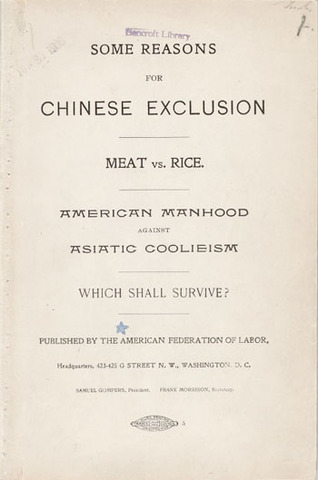 Bancroft Library
SOME REASONS
FOR
CHINESE EXCLUSION
MEAT vs. RICE.
AMERICAN MANHOOD
AGAINST
ASIATIC COOLIEISM
WHICH SHALL SURVIVE?
PUBLISHED BY THE AMERICAN FEDERATION OF LABOR,
Headquarters, 423-425 G STREET N. W., WASHINGTON, D. C.
SAMUEL GOMPERS, President. FRANK MORRISON, Secretary.